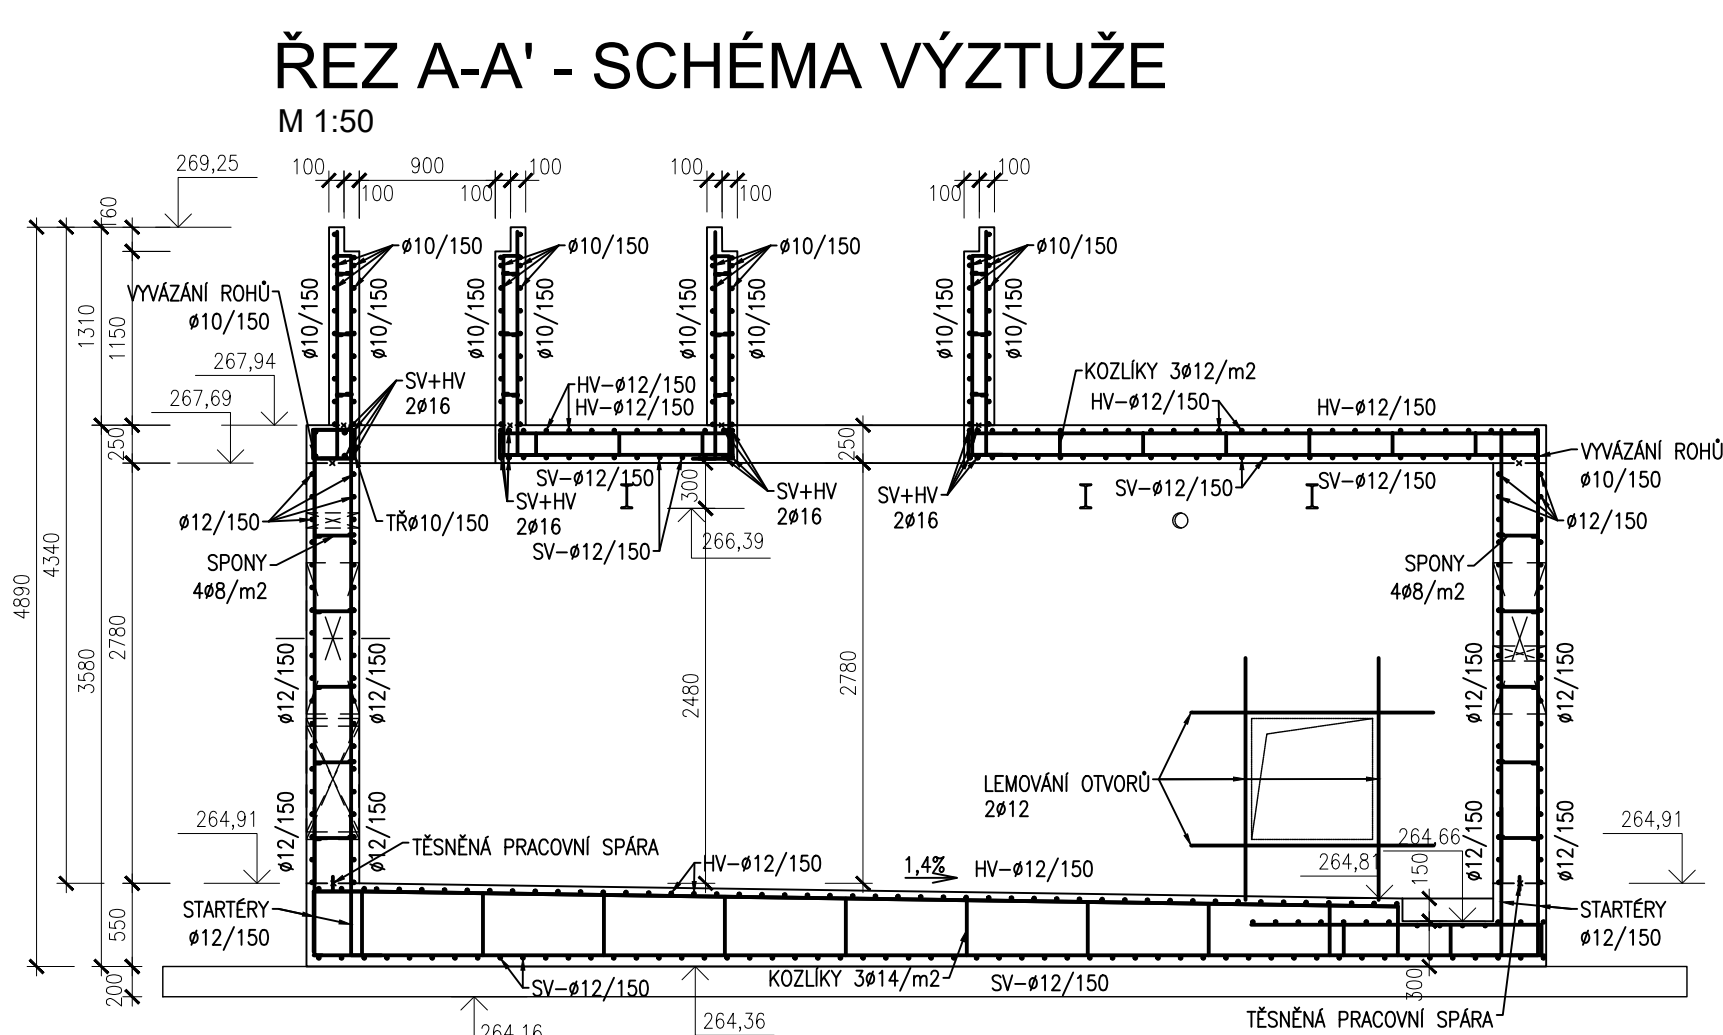 ŘEZ A-A' - SCHÉMA VÝZTUŽE
M 1:50
269,25
100 900 100 100 100
100 100 100 100 100
60
ø10/150 ø10/150 ø10/150 ø10/150
VYVÁZÁNÍ ROHŮ
ø10/150
ø10/150 ø10/150 ø10/150 ø10/150 ø10/150 ø10/150 ø10/150 ø10/150
1310
1150
267,94
267,69
SV+HV
2ø16
HV-ø12/150
HV-ø12/150
KOZLÍKY 3ø12/m2
HV-ø12/150
HV-ø12/150
250
250
VYVÁZÁNÍ ROHŮ
ø10/150
SV-ø12/150
300
SV+HV
2ø16
SV+HV
2ø16
SV+HV
2ø16
SV-ø12/150
SV-ø12/150
ø12/150
TŘø10/150
SV-ø12/150
266,39
ø12/150
SPONY
4ø8/m2
SPONY
4ø8/m2
4890
4340
3580
2780
2480
2780
ø12/150 ø12/150
ø12/150 ø12/150
LEMOVÁNÍ OTVORŮ
2ø12
264,91
ø12/150 ø12/150
TĚSNĚNÁ PRACOVNÍ SPÁRA
HV-ø12/150
1,4%
HV-ø12/150
264,66
264,81
150
ø12/150 ø12/150
264,91
STARTÉRY
ø12/150
STARTÉRY
ø12/150
550
200
SV-ø12/150
KOZLÍKY 3ø14/m2
SV-ø12/150
300
TĚSNĚNÁ PRACOVNÍ SPÁRA
264,16
264,36